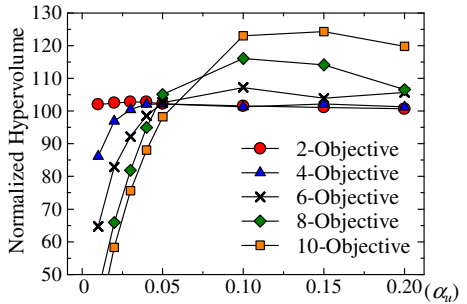 130
120
110
100
90
80
70
60
50
Normalized Hypervolume
2-Objective
4-Objective
6-Objective
8-Objective
10-Objective
0 0.05 0.10 0.15 0.20 (αu)